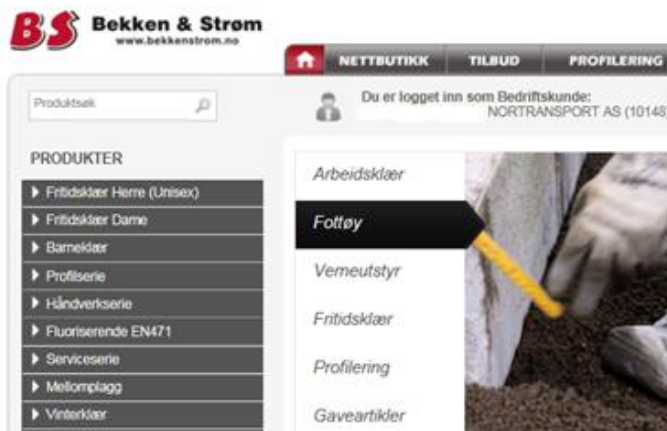 BS Bekken & Strøm
www.bekkenstrom.no
NETTBUTIKK TILBUD PROFILERING
Produktsøk
Du er logget inn som Bedriftskunde:
NORTRANSPORT AS (10148
PRODUKTER
Fritidsklær Herre (Unisex)
Fritidsklær Dame
Barneklær
Profilserie
Håndverkserie
Fluoriserende EN471
Serviceserie
Mellomplagg
Vinterklær
Arbeidsklær
Fottøy
Verneutstyr
Fritidsklær
Profilering
Gaveartikler